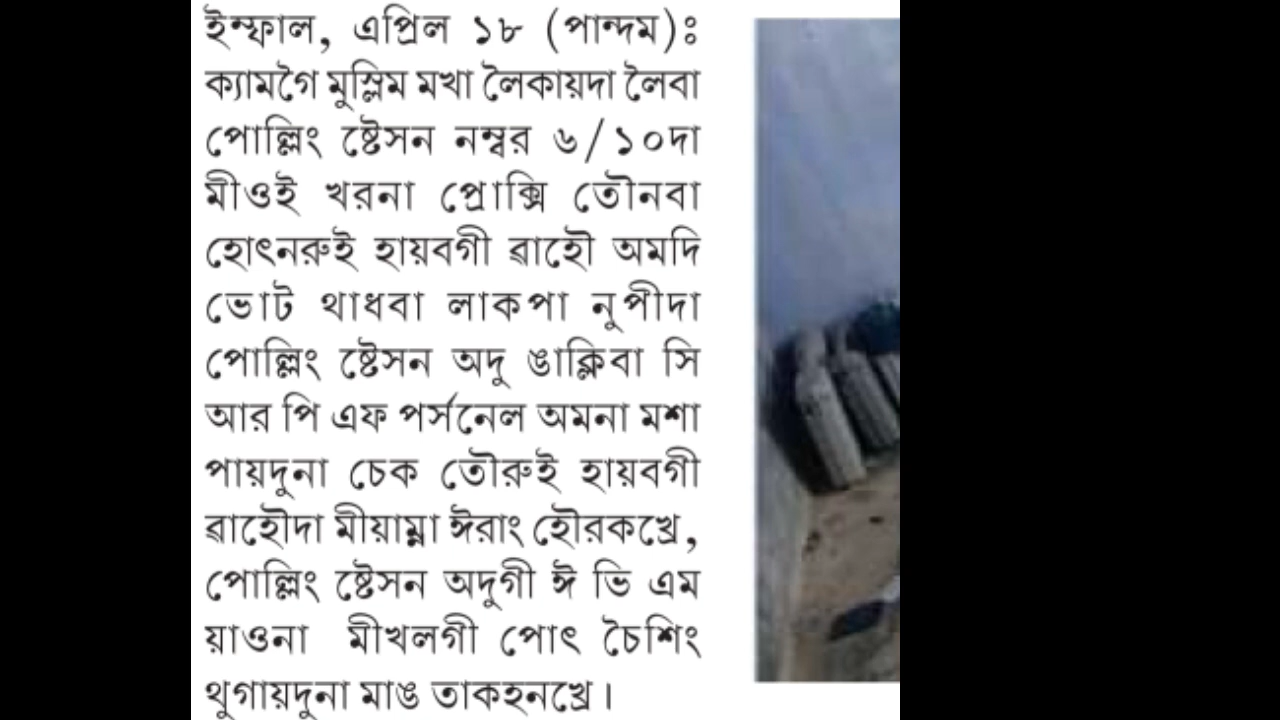 ইম্ফাল, এপ্রিল ১৮ (পান্দম)ঃ
ক্যামগৈ মুস্লিম মখা লৈকায়দা লৈবা
পোল্লিং ষ্টেসন নম্বর ৬/১০দা
মীওই খরনা প্রোক্সি তৌনবা
হোৎনরুই হায়বগী ৱাহৌ অমদি
ভোট থাধবা লাকপা নুপীদা
পোল্লিং ষ্টেসন অদু ঙাক্লিবা সি
আর পি এফ পর্সনেল অমনা মশা
পায়দুনা চেক তৌরুই হায়বগী
ৱাহৌদা মীয়াম্না ঈরাং হৌরকখ্রে,
পোল্লিং ষ্টেসন অদুগী ঈ ভি এম
য়াওনা মীখলগী পোৎ চৈশিং
থুগায়দুনা মাঙ তাকহনখ্রে।